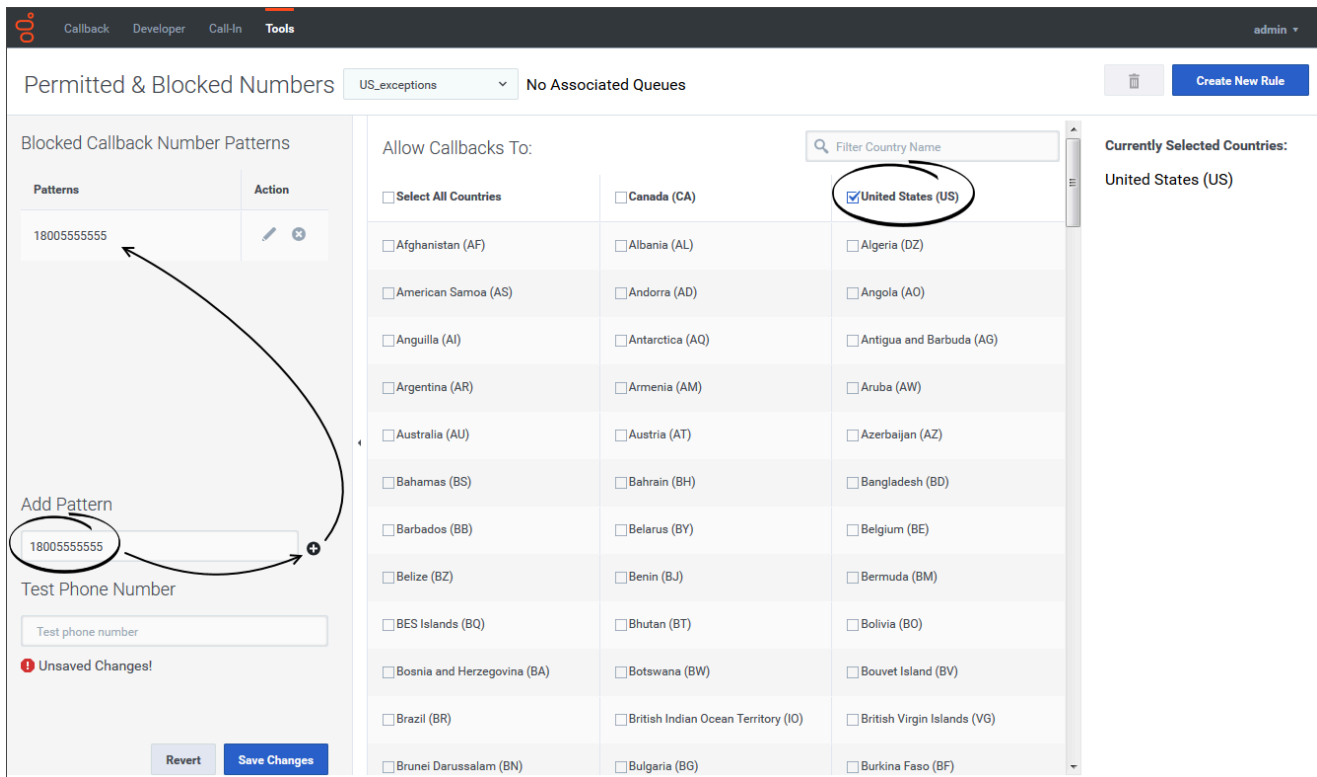 Callback Developer Call-In Tools admin
Permitted & Blocked Numbers US_exceptions No Associated Queues Create New Rule
Blocked Callback Number Patterns
Patterns Action
18005555555
Add Pattern
18005555555
Test Phone Number
Test phone number
Unsaved Changes!
Revert Save Changes
Allow Callbacks To: Filter Country Name
Select All Countries Canada (CA) United States (US)
Afghanistan (AF) Albania (AL) Algeria (DZ)
American Samoa (AS) Andorra (AD) Angola (AO)
Anguilla (AI) Antarctica (AQ) Antigua and Barbuda (AG)
Argentina (AR) Armenia (AM) Aruba (AW)
Australia (AU) Austria (AT) Azerbaijan (AZ)
Bahamas (BS) Bahrain (BH) Bangladesh (BD)
Barbados (BB) Belarus (BY) Belgium (BE)
Belize (BZ) Benin (BJ) Bermuda (BM)
BES Islands (BQ) Bhutan (BT) Bolivia (BO)
Bosnia and Herzegovina (BA) Botswana (BW) Bouvet Island (BV)
Brazil (BR) British Indian Ocean Territory (IO) British Virgin Islands (VG)
Brunei Darussalam (BN) Bulgaria (BG) Burkina Faso (BF)
Currently Selected Countries:
United States (US)